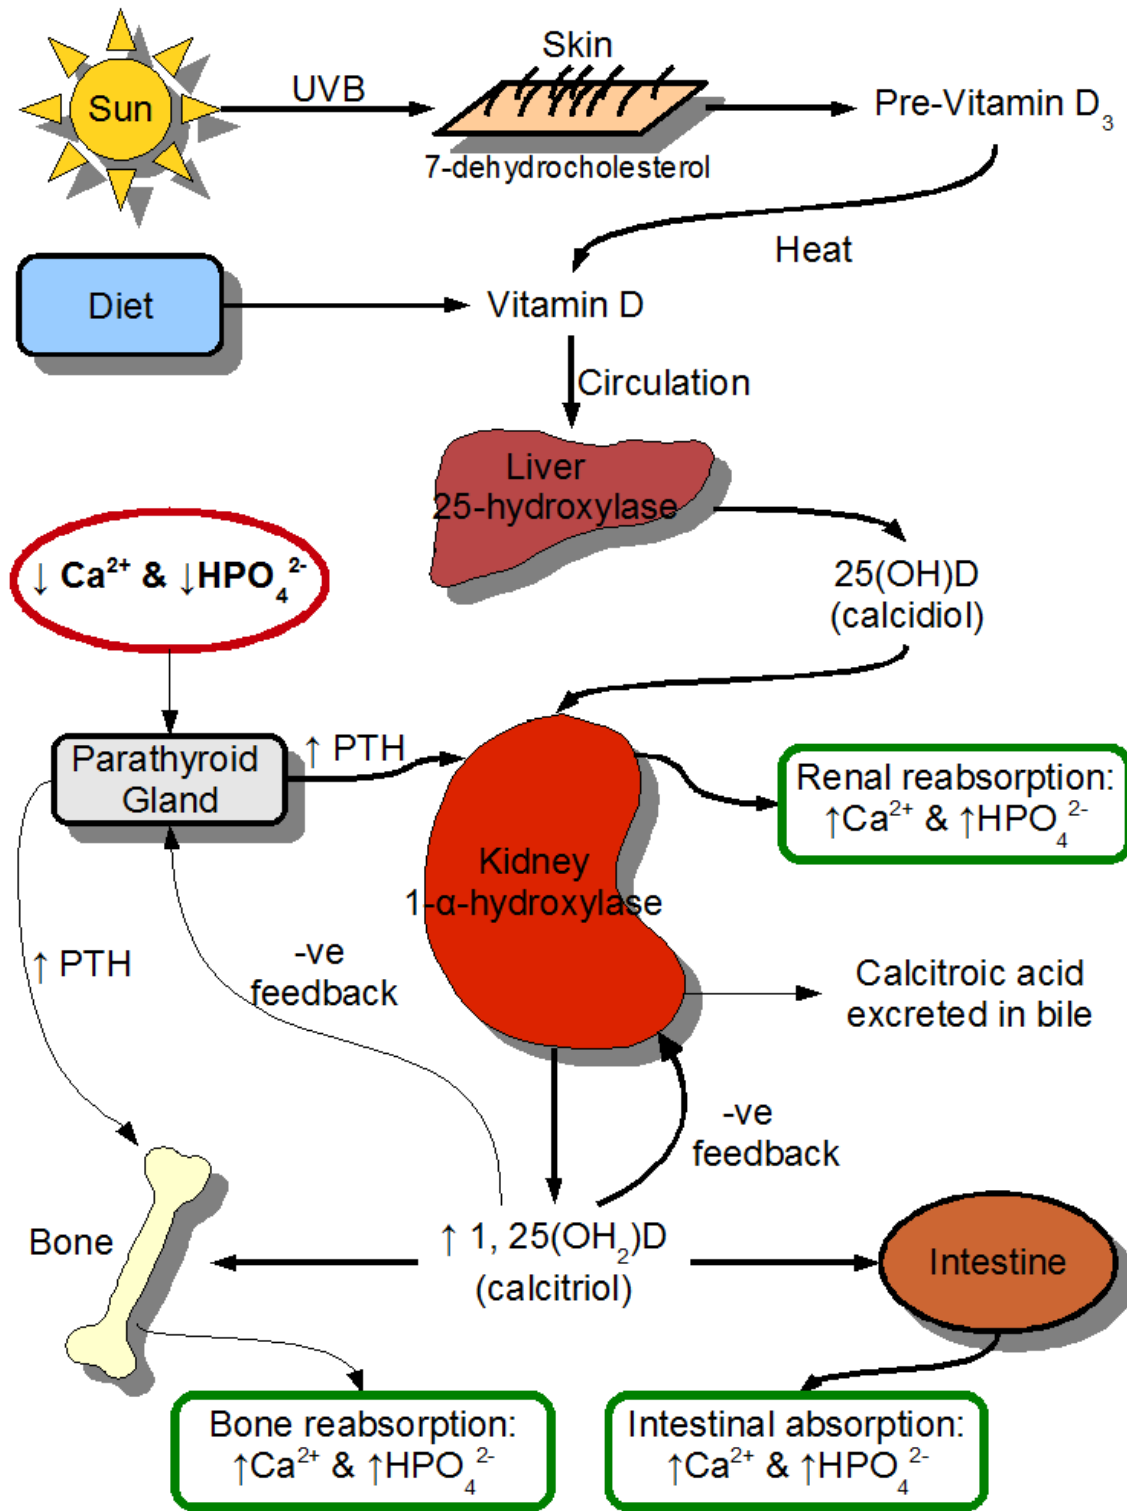 Skin
Sun
UVB
Pre-Vitamin D₃
7-dehydrocholesterol
Heat
Diet
Vitamin D
Circulation
Liver
25-hydroxylase
↓ Ca²⁺ & ↓HPO₄²⁻
25(OH)D
(calcidiol)
Parathyroid
Gland
↑ PTH
Renal reabsorption:
↑Ca²⁺ & ↑HPO₄²⁻
Kidney
1-α-hydroxylase
↑ PTH
-ve
feedback
Calcitroic acid
excreted in bile
-ve
feedback
Bone
↑ 1, 25(OH₂)D
(calcitriol)
Intestine
Bone reabsorption:
↑Ca²⁺ & ↑HPO₄²⁻
Intestinal absorption:
↑Ca²⁺ & ↑HPO₄²⁻